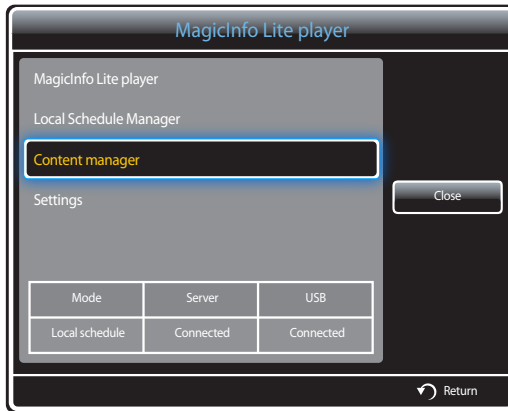 MagicInfo Lite player
MagicInfo Lite player
Local Schedule Manager
Content manager
Settings
Close
Mode Server USB
Local schedule Connected Connected
Return